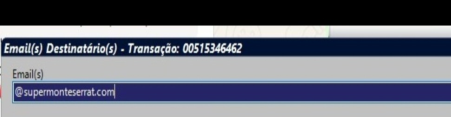 Email(s) Destinatário(s) - Transação: 00515346462
Email(s)
@supermonteserrat.com